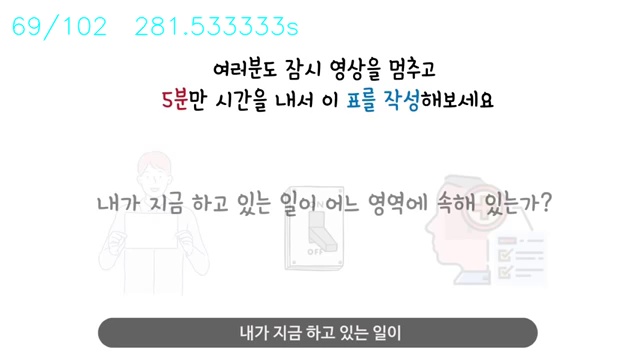 69/102 281.533333s
여러분도 잠시 영상을 멈추고
5분만 시간을 내서 이 표를 작성해보세요
내가 지금 하고 있는 일이 어느 영역에 속해 있는가?
ON
OFF
내가 지금 하고 있는 일이